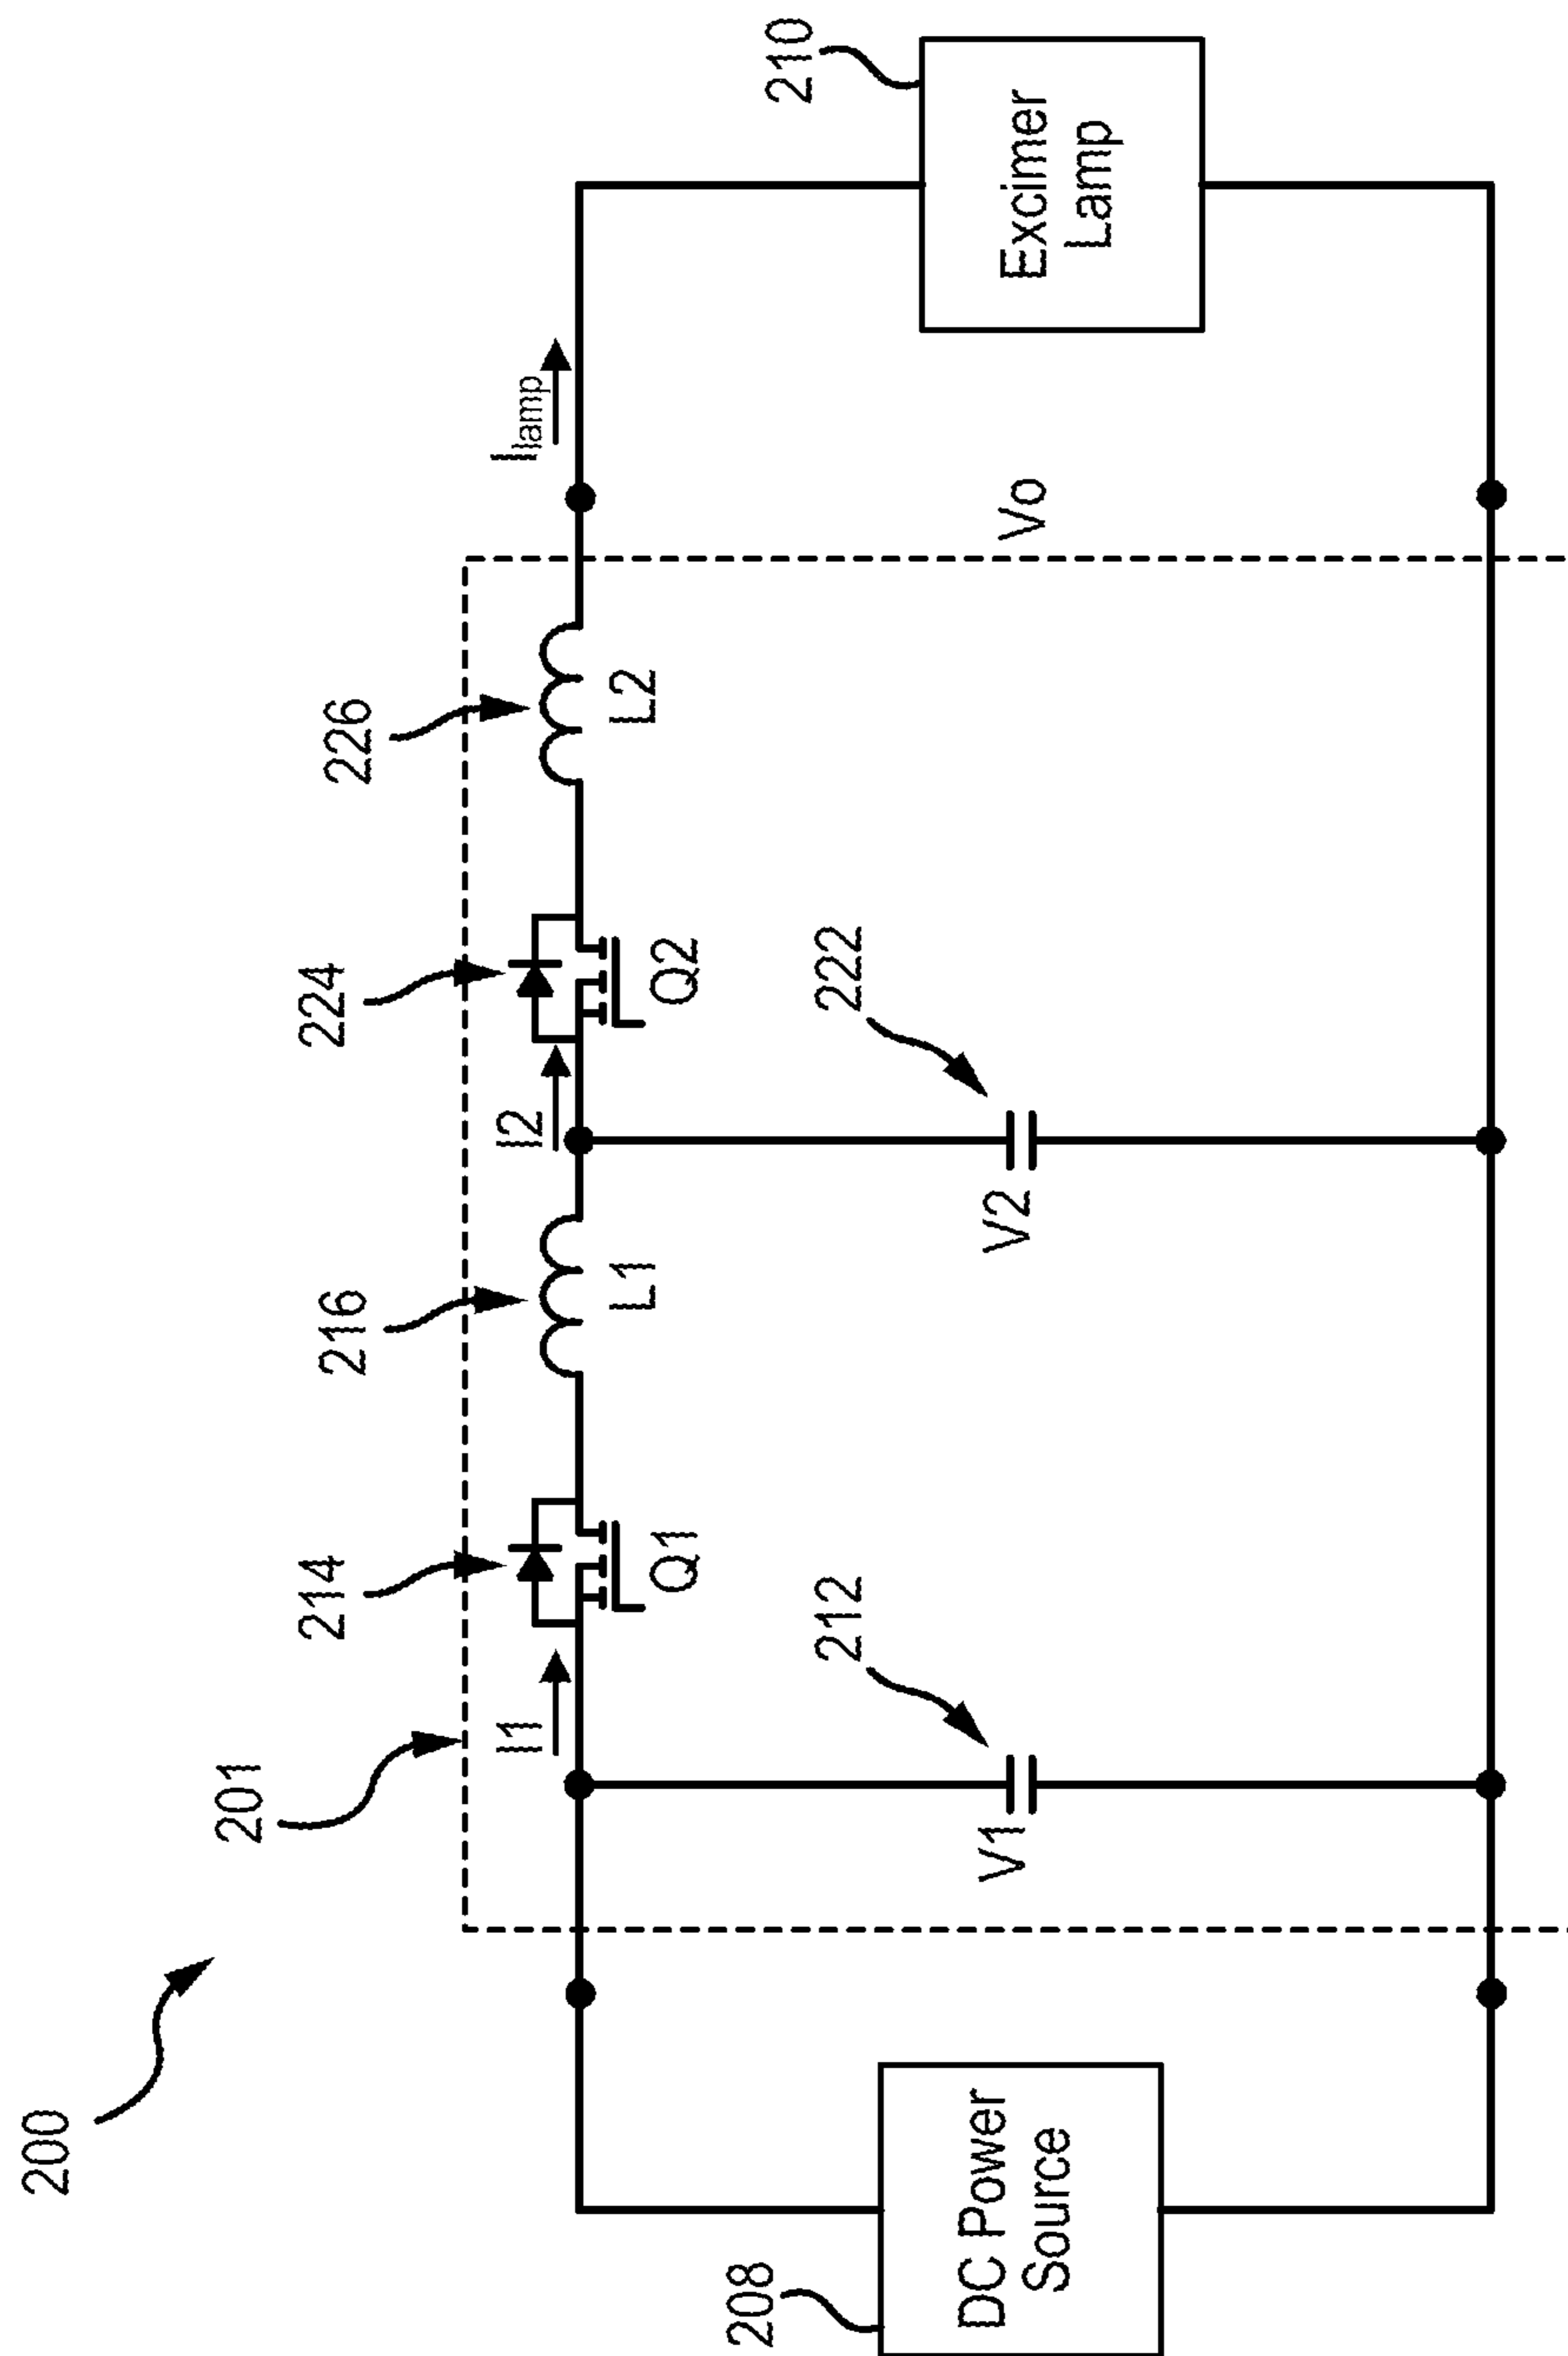 200
201
214
216
224
226
I1
I2
Ilamp
Q1
L1
Q2
L2
208
DC Power
Source
212
V1
222
V2
Vo
210
Excimer
Lamp